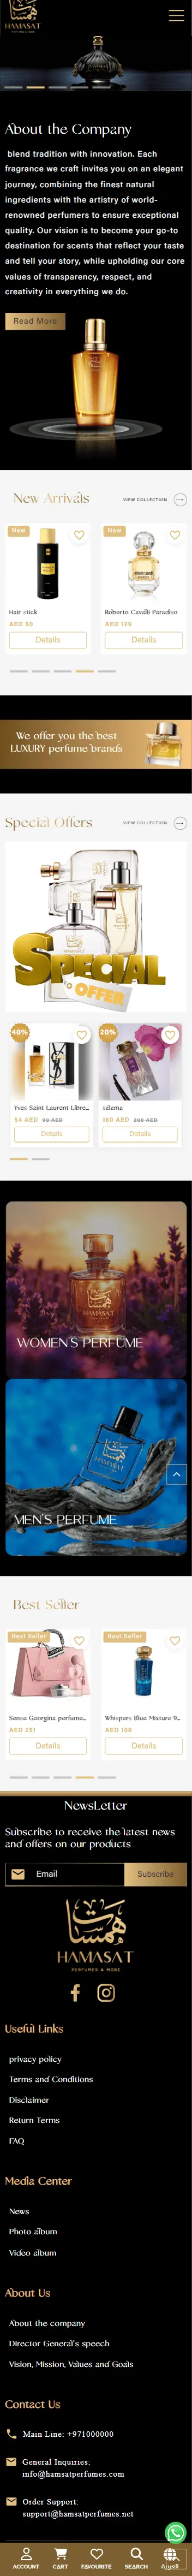 همسات
HAMASAT
PERFUMES & MORE
About the Company
blend tradition with innovation. Each
fragrance we craft invites you on an elegant
journey, combining the finest natural
ingredients with the artistry of world-
renowned perfumers to ensure exceptional
quality. Our vision is to become your go-to
destination for scents that reflect your taste
and tell your story, while upholding our core
values of transparency, respect, and
creativity in everything we do.
Read More
New Arrivals
VIEW COLLECTION
New
New
Hair stick
AED 50
Details
Roberto Cavalli Paradiso
AED 129
Details
We offer you the best
LUXURY perfume brands
Special Offers
VIEW COLLECTION
SPECIAL
OFFER
40%
20%
Yves Saint Laurent Libre...
54 AED 90 AED
Details
salama
160 AED 200 AED
Details
همسات
HAMASAT
WOMEN'S PERFUME
HAMASAT
MEN'S PERFUME
Best Seller
Best Seller
Best Seller
Sense Georgina perfume...
AED 251
Details
Whispers Blue Mixture 9...
AED 100
Details
NewsLetter
Subscribe to receive the latest news
and offers on our products
Email
Subscribe
همسات
HAMASAT
PERFUMES & MORE
Useful Links
privacy policy
Terms and Conditions
Disclaimer
Return Terms
FAQ
Media Center
News
Photo album
Video album
About Us
About the company
Director General's speech
Vision, Mission, Values and Goals
Contact Us
Main Line: +971000000
General Inquiries:
info@hamsatperfumes.com
Order Support:
support@hamsatperfumes.net
ACCOUNT
CART
FAVOURITE
SEARCH
العربية